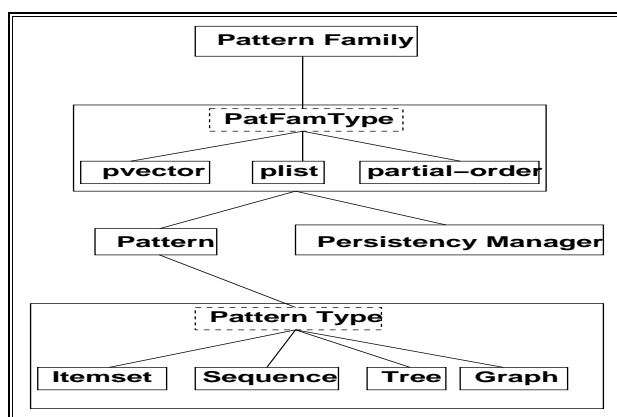 Pattern Family
PatFamType
pvector plist partial-order
Pattern Persistency Manager
Pattern Type
Itemset Sequence Tree Graph